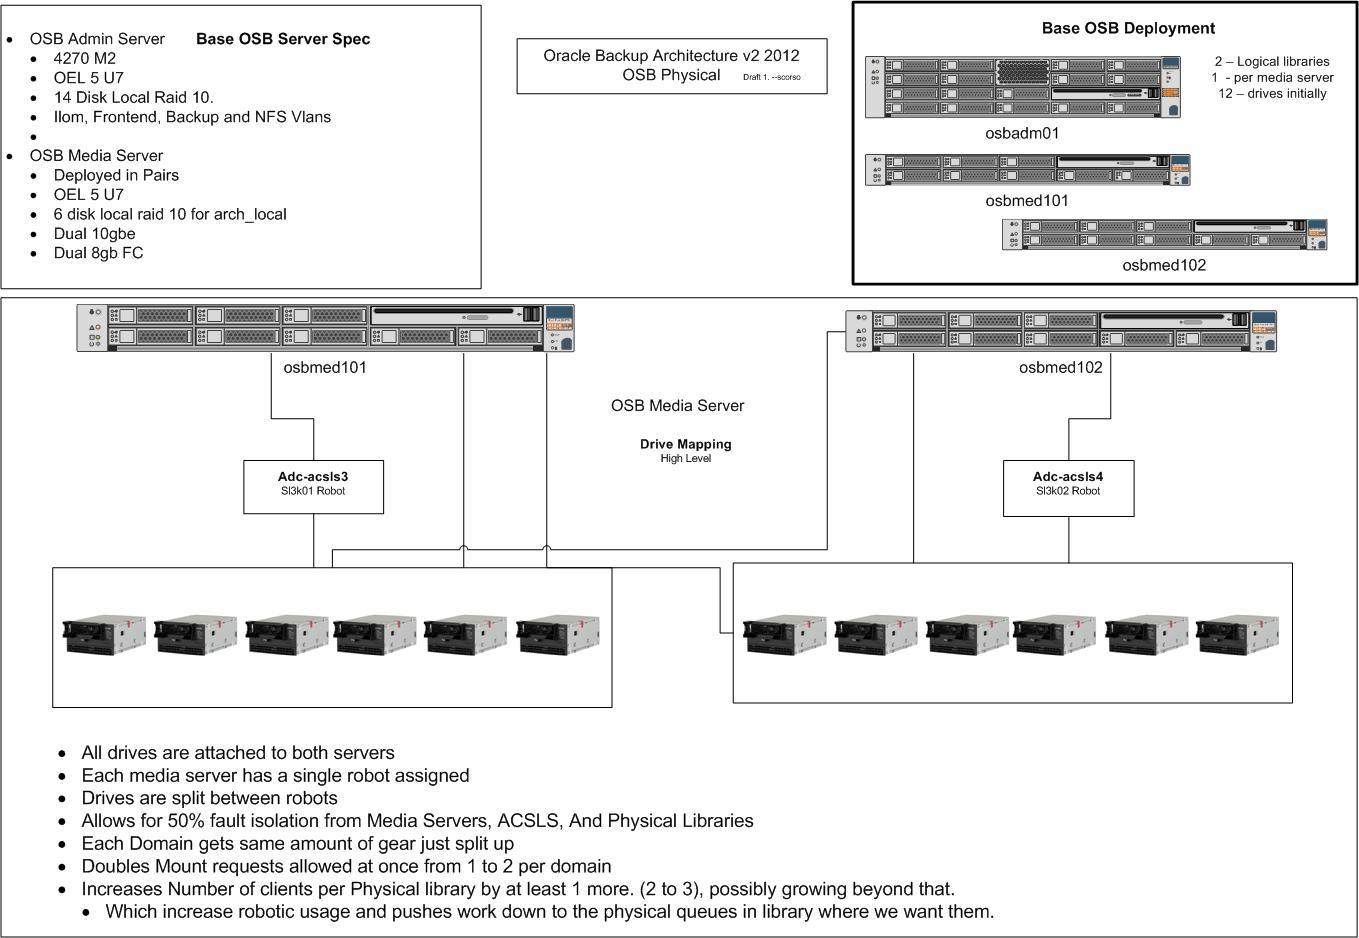 OSB Admin Server Base OSB Server Spec
4270 M2
OEL 5 U7
14 Disk Local Raid 10.
Ilom, Frontend, Backup and NFS Vlans
OSB Media Server
Deployed in Pairs
OEL 5 U7
6 disk local raid 10 for arch_local
Dual 10gbe
Dual 8gb FC
Oracle Backup Architecture v2 2012
OSB Physical Draft 1. --scorso
Base OSB Deployment
2 – Logical libraries
1 - per media server
12 – drives initially
osbadm01
osbmed101
osbmed102
osbmed101
osbmed102
OSB Media Server
Drive Mapping
High Level
Adc-acsls3
Sl3k01 Robot
Adc-acsls4
Sl3k02 Robot
All drives are attached to both servers
Each media server has a single robot assigned
Drives are split between robots
Allows for 50% fault isolation from Media Servers, ACSLS, And Physical Libraries
Each Domain gets same amount of gear just split up
Doubles Mount requests allowed at once from 1 to 2 per domain
Increases Number of clients per Physical library by at least 1 more. (2 to 3), possibly growing beyond that.
Which increase robotic usage and pushes work down to the physical queues in library where we want them.